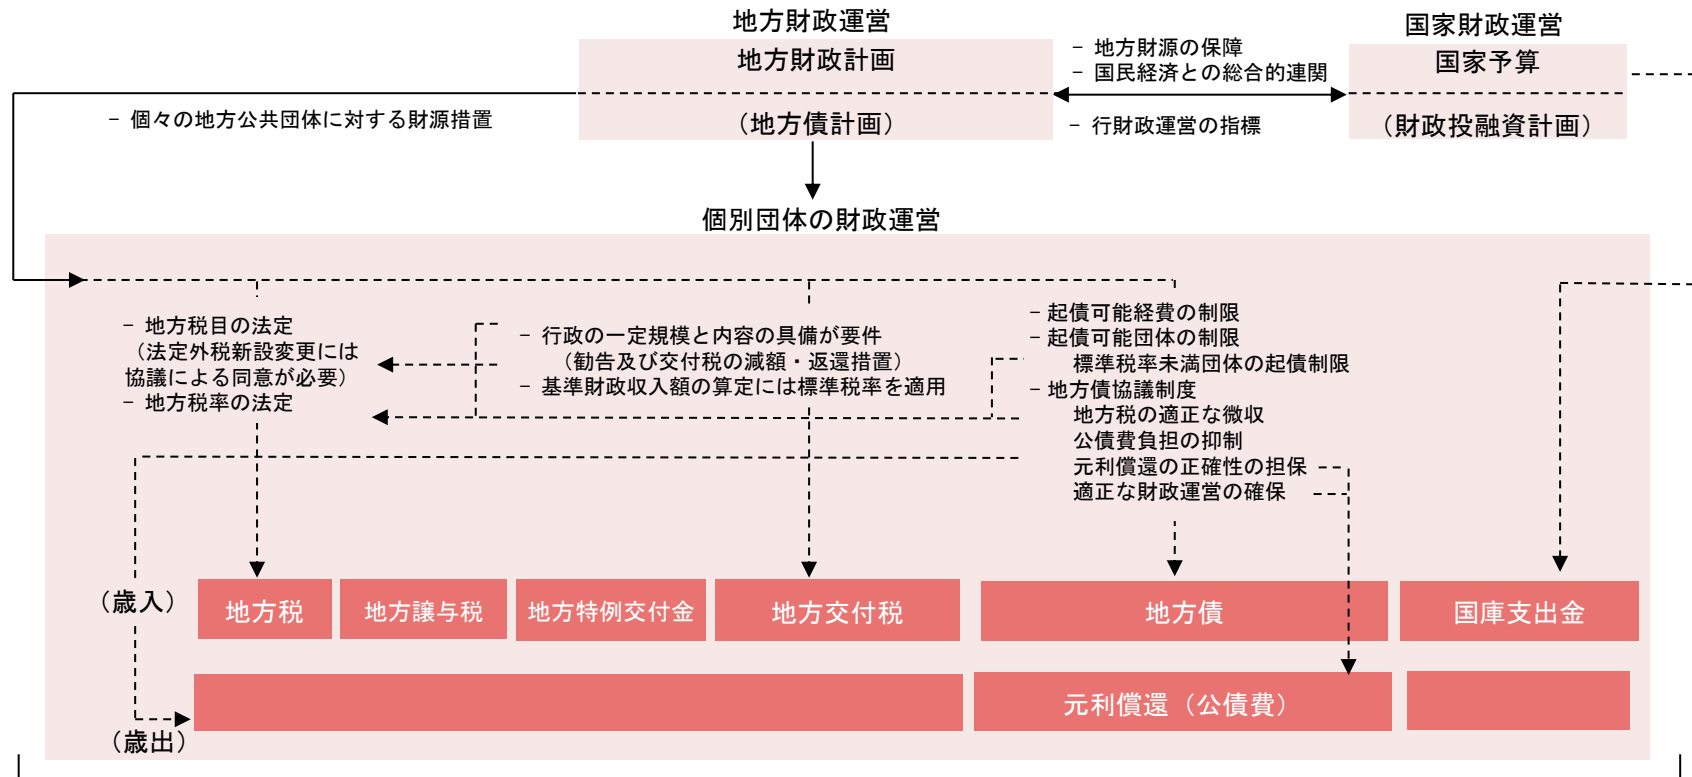 地方財政運営
国家財政運営
地方財政計画
(地方債計画)
− 地方財源の保障
− 国民経済との総合的連関
− 行財政運営の指標
国家予算
(財政投融資計画)
− 個々の地方公共団体に対する財源措置
個別団体の財政運営
− 地方税目の法定
(法定外税新設変更には
協議による同意が必要)
− 地方税率の法定
− 行政の一定規模と内容の具備が要件
(勧告及び交付税の減額・返還措置)
− 基準財政収入額の算定には標準税率を適用
− 起債可能経費の制限
− 起債可能団体の制限
標準税率未満団体の起債制限
− 地方債協議制度
地方税の適正な徴収
公債費負担の抑制
元利償還の正確性の担保
適正な財政運営の確保
(歳入)
地方税
地方譲与税
地方特例交付金
地方交付税
地方債
国庫支出金
元利償還(公債費)
(歳出)